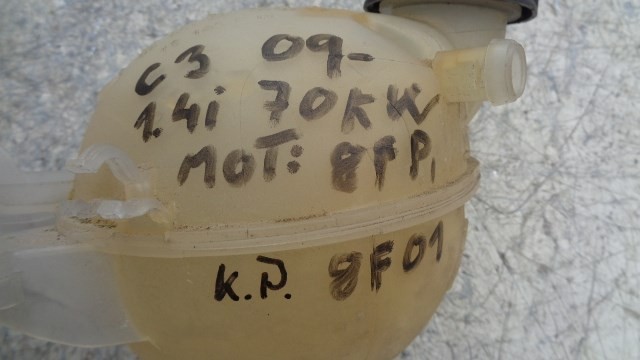 C3 09-
1.4i 70KW
MOT: 8FP,
K.P. 8F01